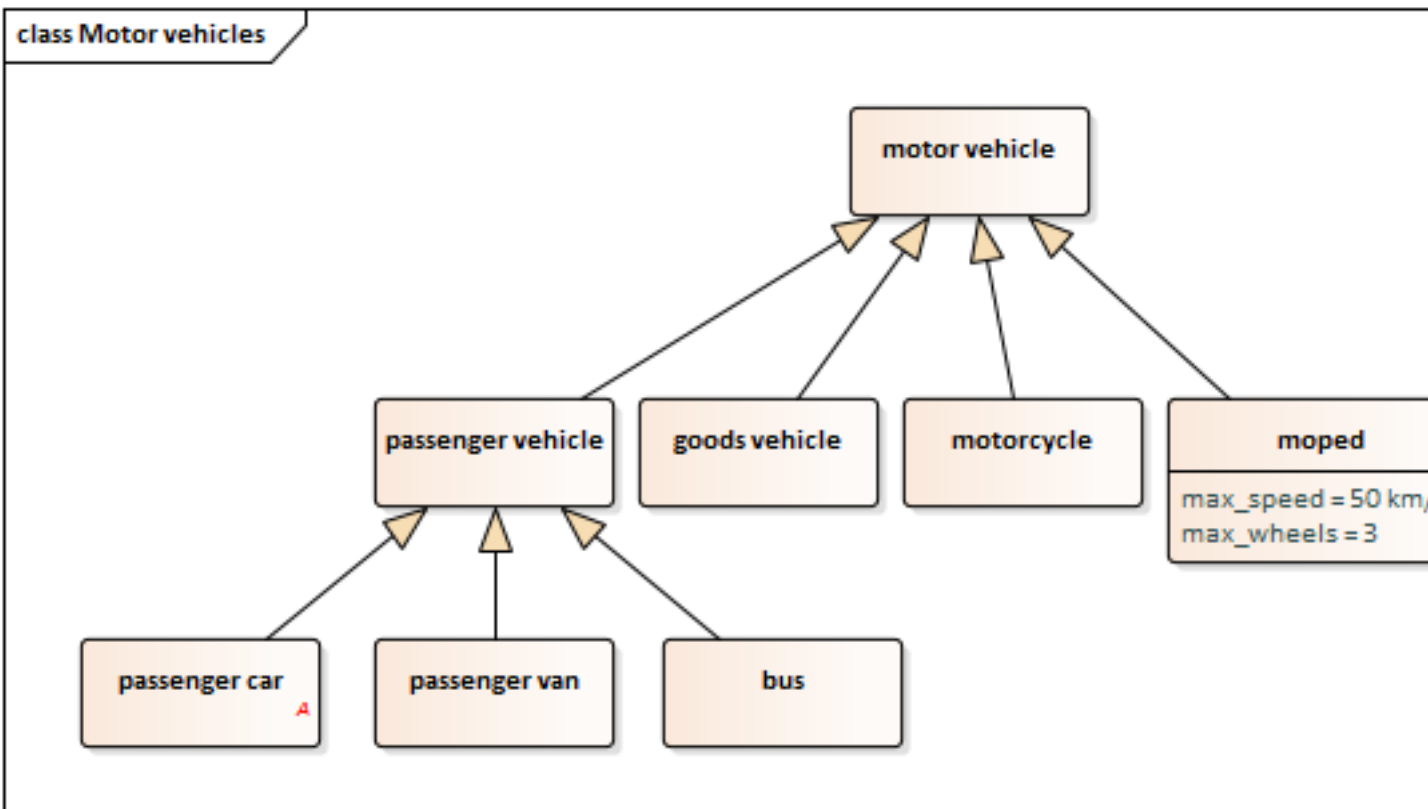 class Motor vehicles
motor vehicle
passenger vehicle
goods vehicle
motorcycle
moped
max_speed = 50 km/
max_wheels = 3
passenger car
A
passenger van
bus